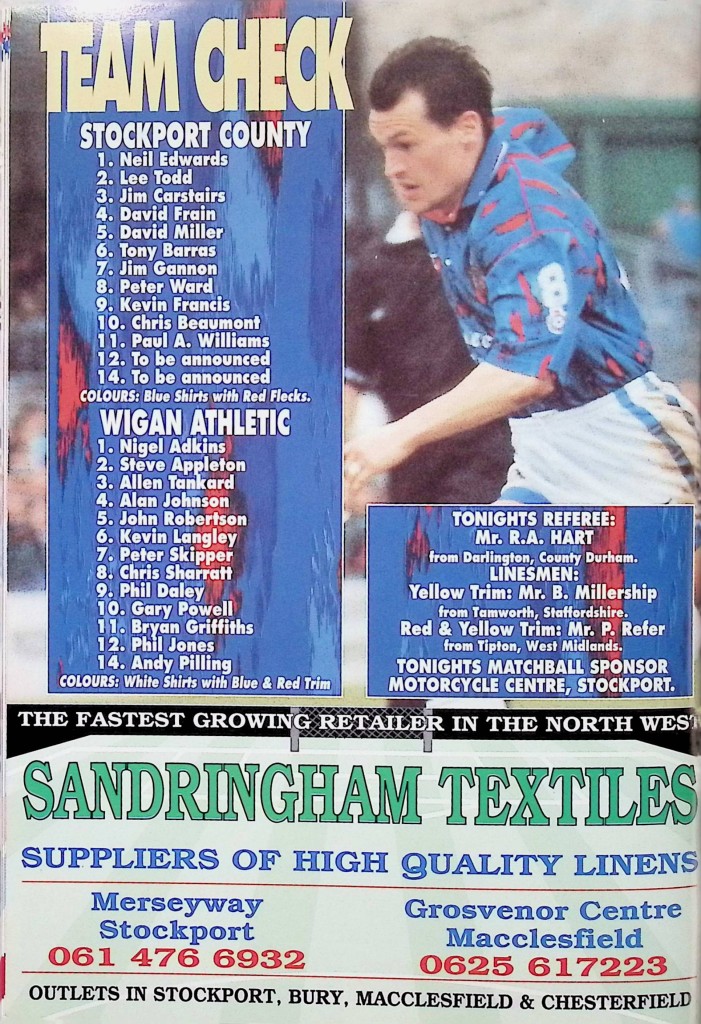 TEAM CHECK
STOCKPORT COUNTY
1. Neil Edwards
2. Lee Todd
3. Jim Carstairs
4. David Frain
5. David Miller
6. Tony Barras
7. Jim Gannon
8. Peter Ward
9. Kevin Francis
10. Chris Beaumont
11. Paul A. Williams
12. To be announced
14. To be announced
COLOURS: Blue Shirts with Red Flecks.
WIGAN ATHLETIC
1. Nigel Adkins
2. Steve Appleton
3. Allen Tankard
4. Alan Johnson
5. John Robertson
6. Kevin Langley
7. Peter Skipper
8. Chris Sharratt
9. Phil Daley
10. Gary Powell
11. Bryan Griffiths
12. Phil Jones
14. Andy Pilling
COLOURS: White Shirts with Blue & Red Trim
TONIGHTS REFEREE:
Mr. R.A. HART
from Darlington, County Durham.
LINESMEN:
Yellow Trim: Mr. B. Millership
from Tamworth, Staffordshire.
Red & Yellow Trim: Mr. P. Refer
from Tipton, West Midlands.
TONIGHTS MATCHBALL SPONSOR
MOTORCYCLE CENTRE, STOCKPORT.
THE FASTEST GROWING RETAILER IN THE NORTH WEST
SANDRINGHAM TEXTILES
SUPPLIERS OF HIGH QUALITY LINENS
Merseyway
Stockport
061 476 6932
Grosvenor Centre
Macclesfield
0625 617223
OUTLETS IN STOCKPORT, BURY, MACCLESFIELD & CHESTERFIELD